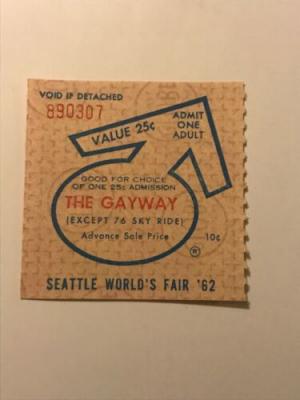 VOID IF DETACHED
890307
ADMIT
ONE
ADULT
VALUE 25¢
GOOD FOR CHOICE
OF ONE 25¢ ADMISSION
THE GAYWAY
(EXCEPT 76 SKY RIDE)
Advance Sale Price 10¢
®
SEATTLE WORLD'S FAIR '62